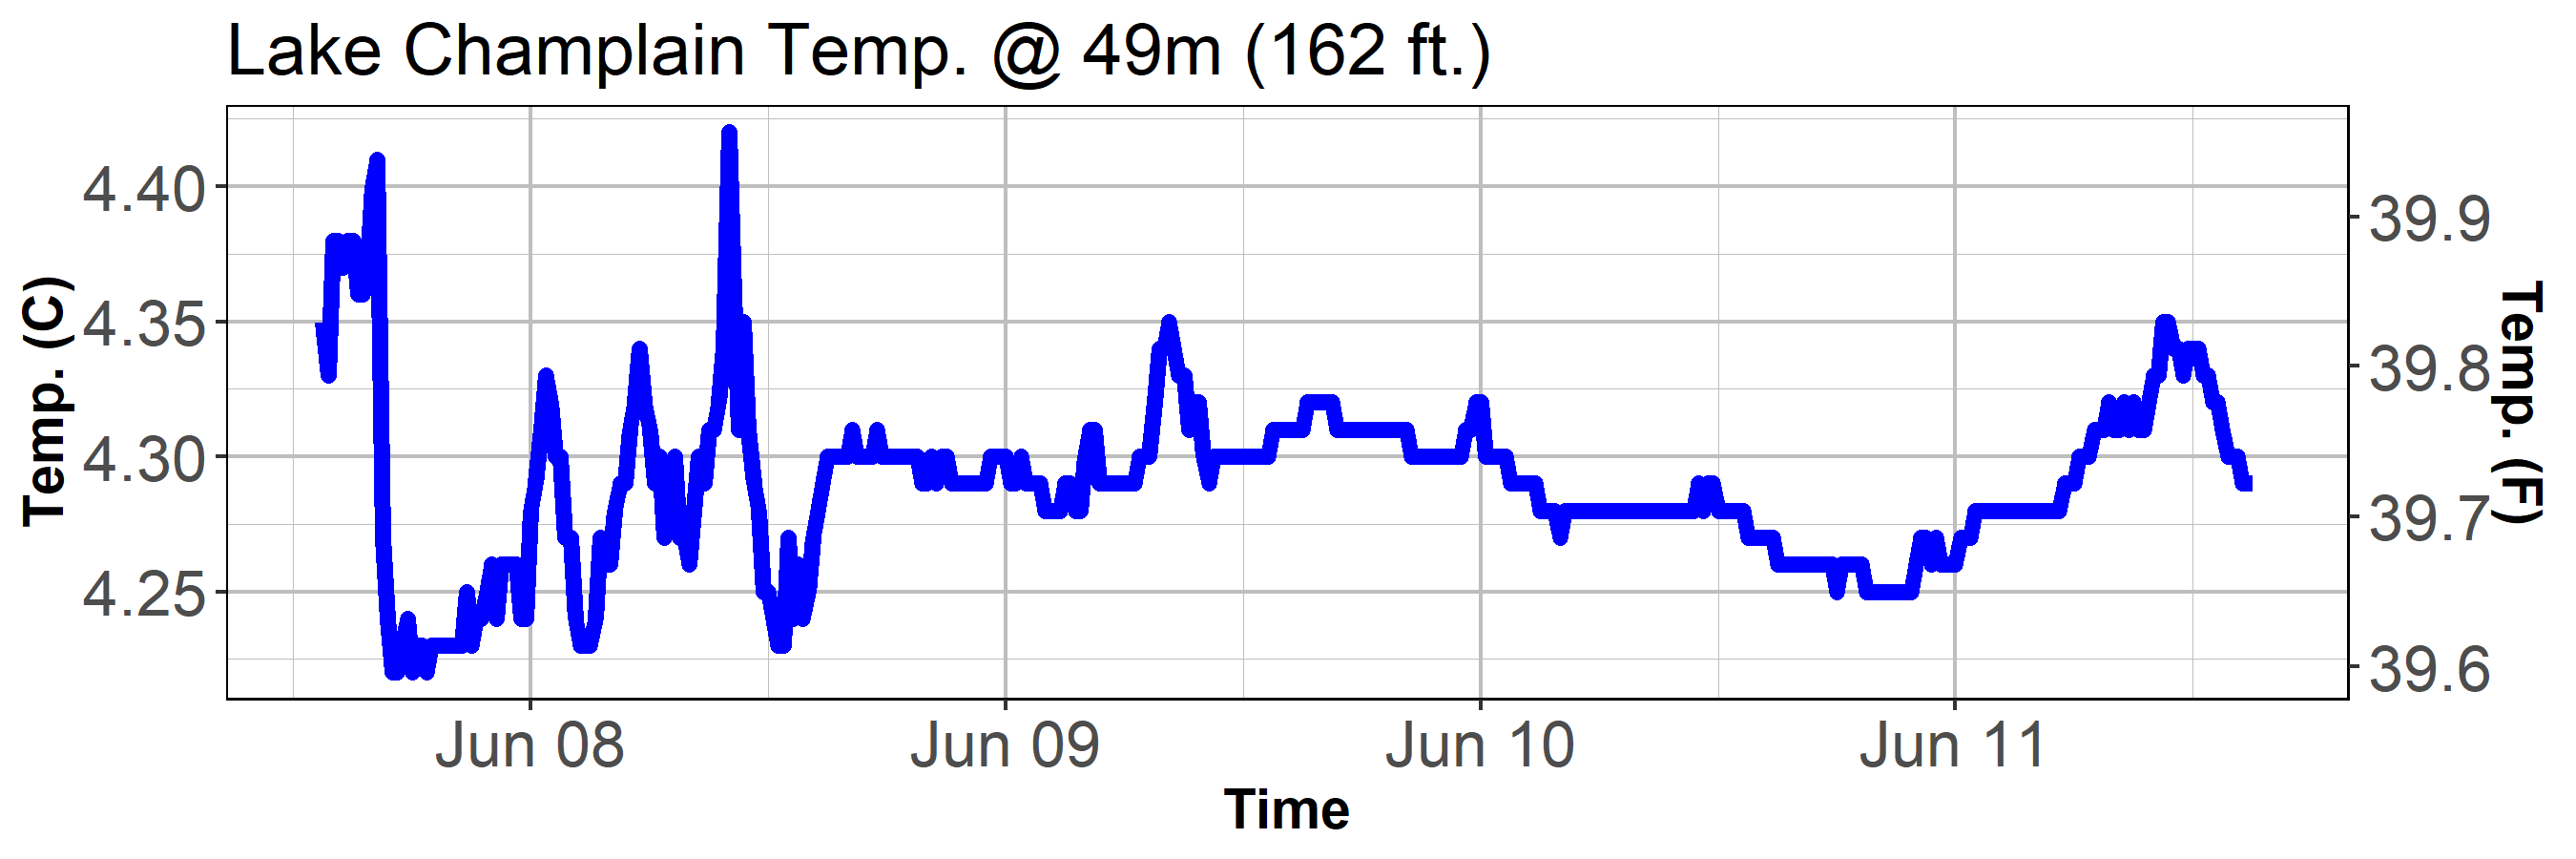 Lake Champlain Temp. @ 49m (162 ft.)
Temp. (C)
4.40
4.35
4.30
4.25
39.9
39.8
39.7
39.6
Temp. (F)
Jun 08
Jun 09
Jun 10
Jun 11
Time